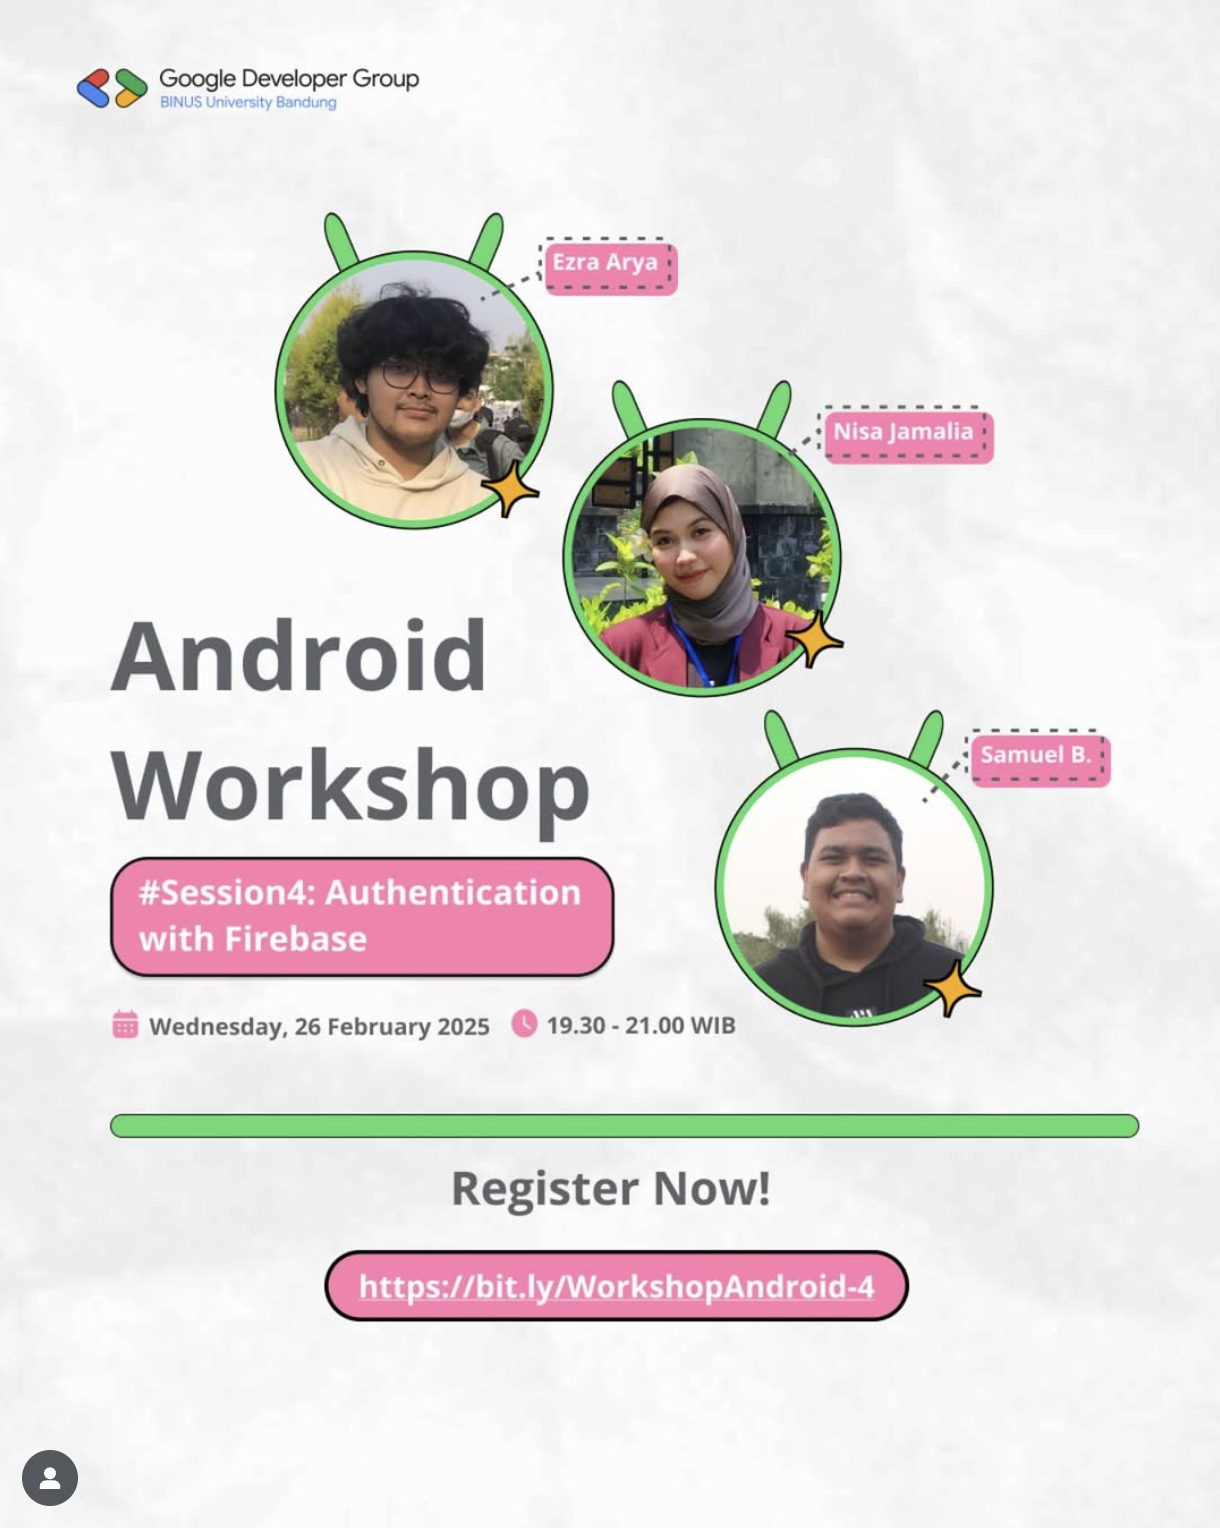 Google Developer Group
BINUS University Bandung
Ezra Arya
Nisa Jamalia
Android
Workshop
Samuel B.
#Session4: Authentication
with Firebase
Wednesday, 26 February 2025 19.30 - 21.00 WIB
Register Now!
https://bit.ly/WorkshopAndroid-4